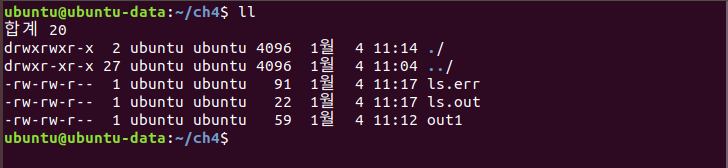 ubuntu@ubuntu-data:~/ch4$ ll
합계 20
drwxrwxr-x  2 ubuntu ubuntu 4096  1월  4 11:14 ./
drwxr-xr-x 27 ubuntu ubuntu 4096  1월  4 11:04 ../
-rw-rw-r--  1 ubuntu ubuntu   91  1월  4 11:17 ls.err
-rw-rw-r--  1 ubuntu ubuntu   22  1월  4 11:17 ls.out
-rw-rw-r--  1 ubuntu ubuntu   59  1월  4 11:12 out1
ubuntu@ubuntu-data:~/ch4$